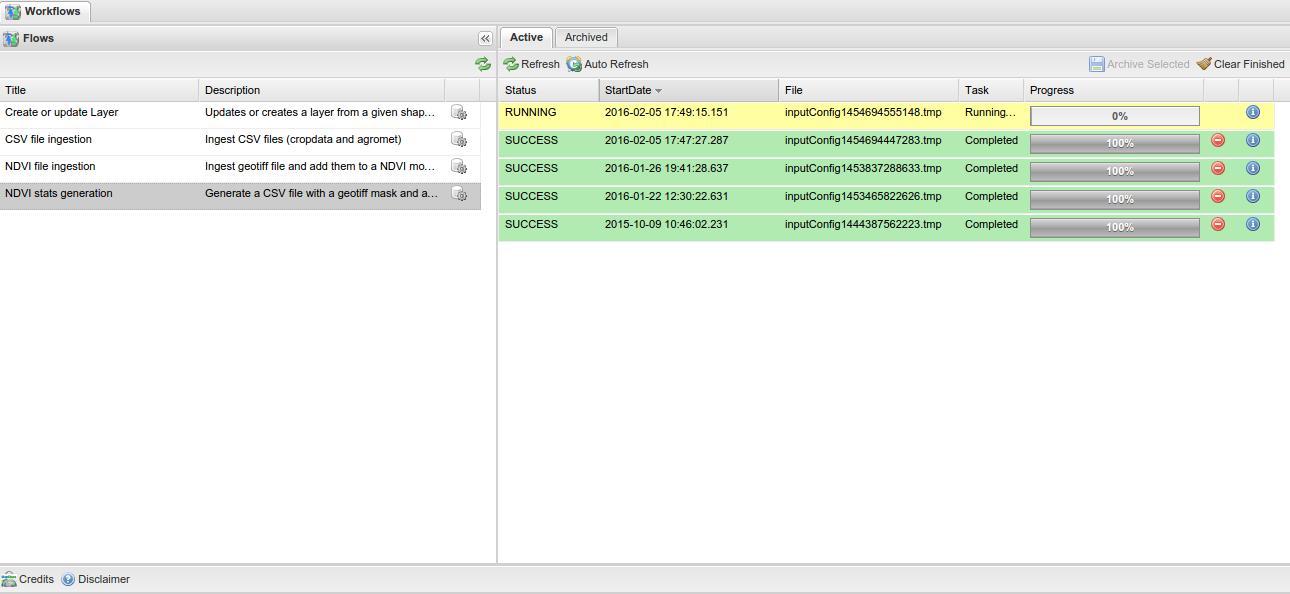 Workflows
Flows
Active Archived
Refresh Auto Refresh Archive Selected Clear Finished
Title Description
Create or update Layer Updates or creates a layer from a given shap...
CSV file ingestion Ingest CSV files (cropdata and agromet)
NDVI file ingestion Ingest geotiff file and add them to a NDVI mo...
NDVI stats generation Generate a CSV file with a geotiff mask and a...
Status StartDate File Task Progress
RUNNING 2016-02-05 17:49:15.151 inputConfig1454694555148.tmp Running... 0%
SUCCESS 2016-02-05 17:47:27.287 inputConfig1454694447283.tmp Completed 100%
SUCCESS 2016-01-26 19:41:28.637 inputConfig1453837288633.tmp Completed 100%
SUCCESS 2016-01-22 12:30:22.631 inputConfig1453465822626.tmp Completed 100%
SUCCESS 2015-10-09 10:46:02.231 inputConfig1444387562223.tmp Completed 100%
Credits Disclaimer